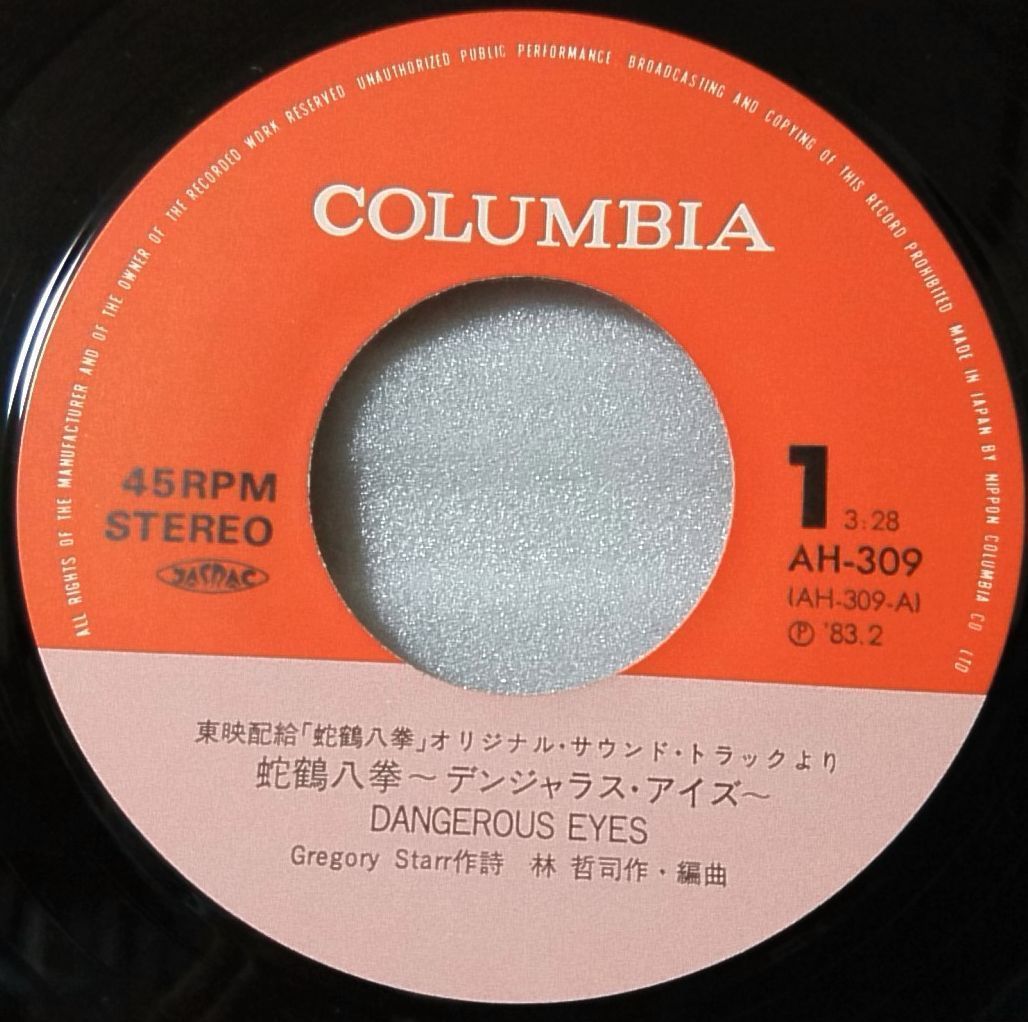 ALL RIGHTS OF THE MANUFACTURER AND OF THE OWNER OF THE RECORDED WORK RESERVED UNAUTHORIZED PUBLIC PERFORMANCE BROADCASTING AND COPYING OF THIS RECORD PROHIBITED MADE IN JAPAN BY NIPPON COLUMBIA CO. LTD
COLUMBIA
45RPM
STEREO
JASRAC
1 3:28
AH-309
(AH-309-A)
Ⓟ '83.2
東映配給「蛇鶴八拳」オリジナル・サウンド・トラックより
蛇鶴八拳～デンジャラス・アイズ～
DANGEROUS EYES
Gregory Starr作詩 林 哲司作・編曲